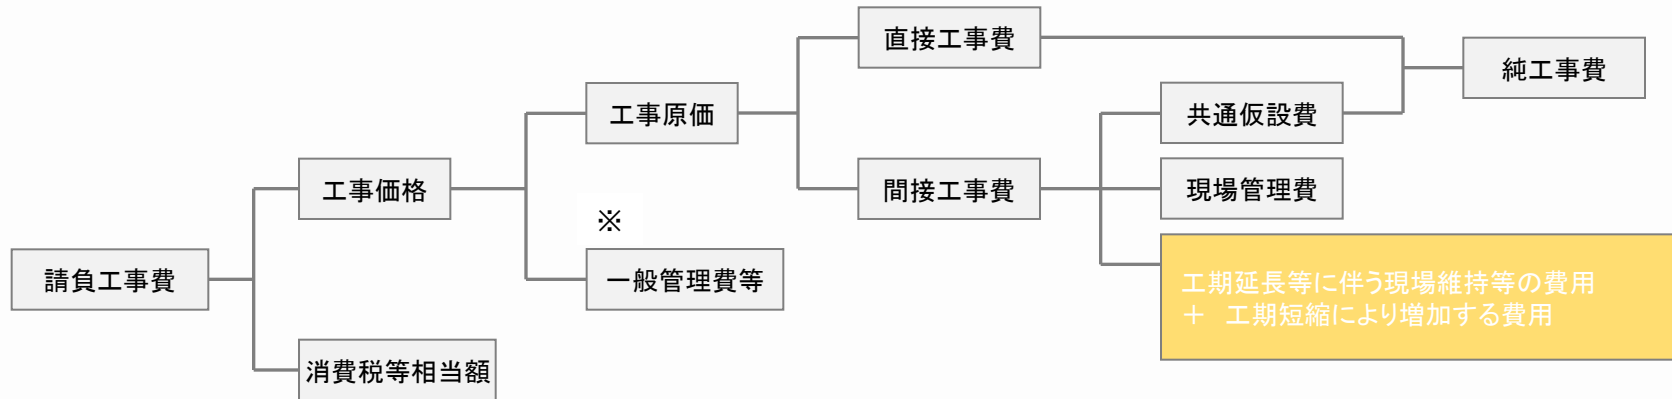 直接工事費
純工事費
工事原価
共通仮設費
工事価格
間接工事費
現場管理費
※
請負工事費
一般管理費等
工期延長等に伴う現場維持等の費用
＋　工期短縮により増加する費用
消費税等相当額